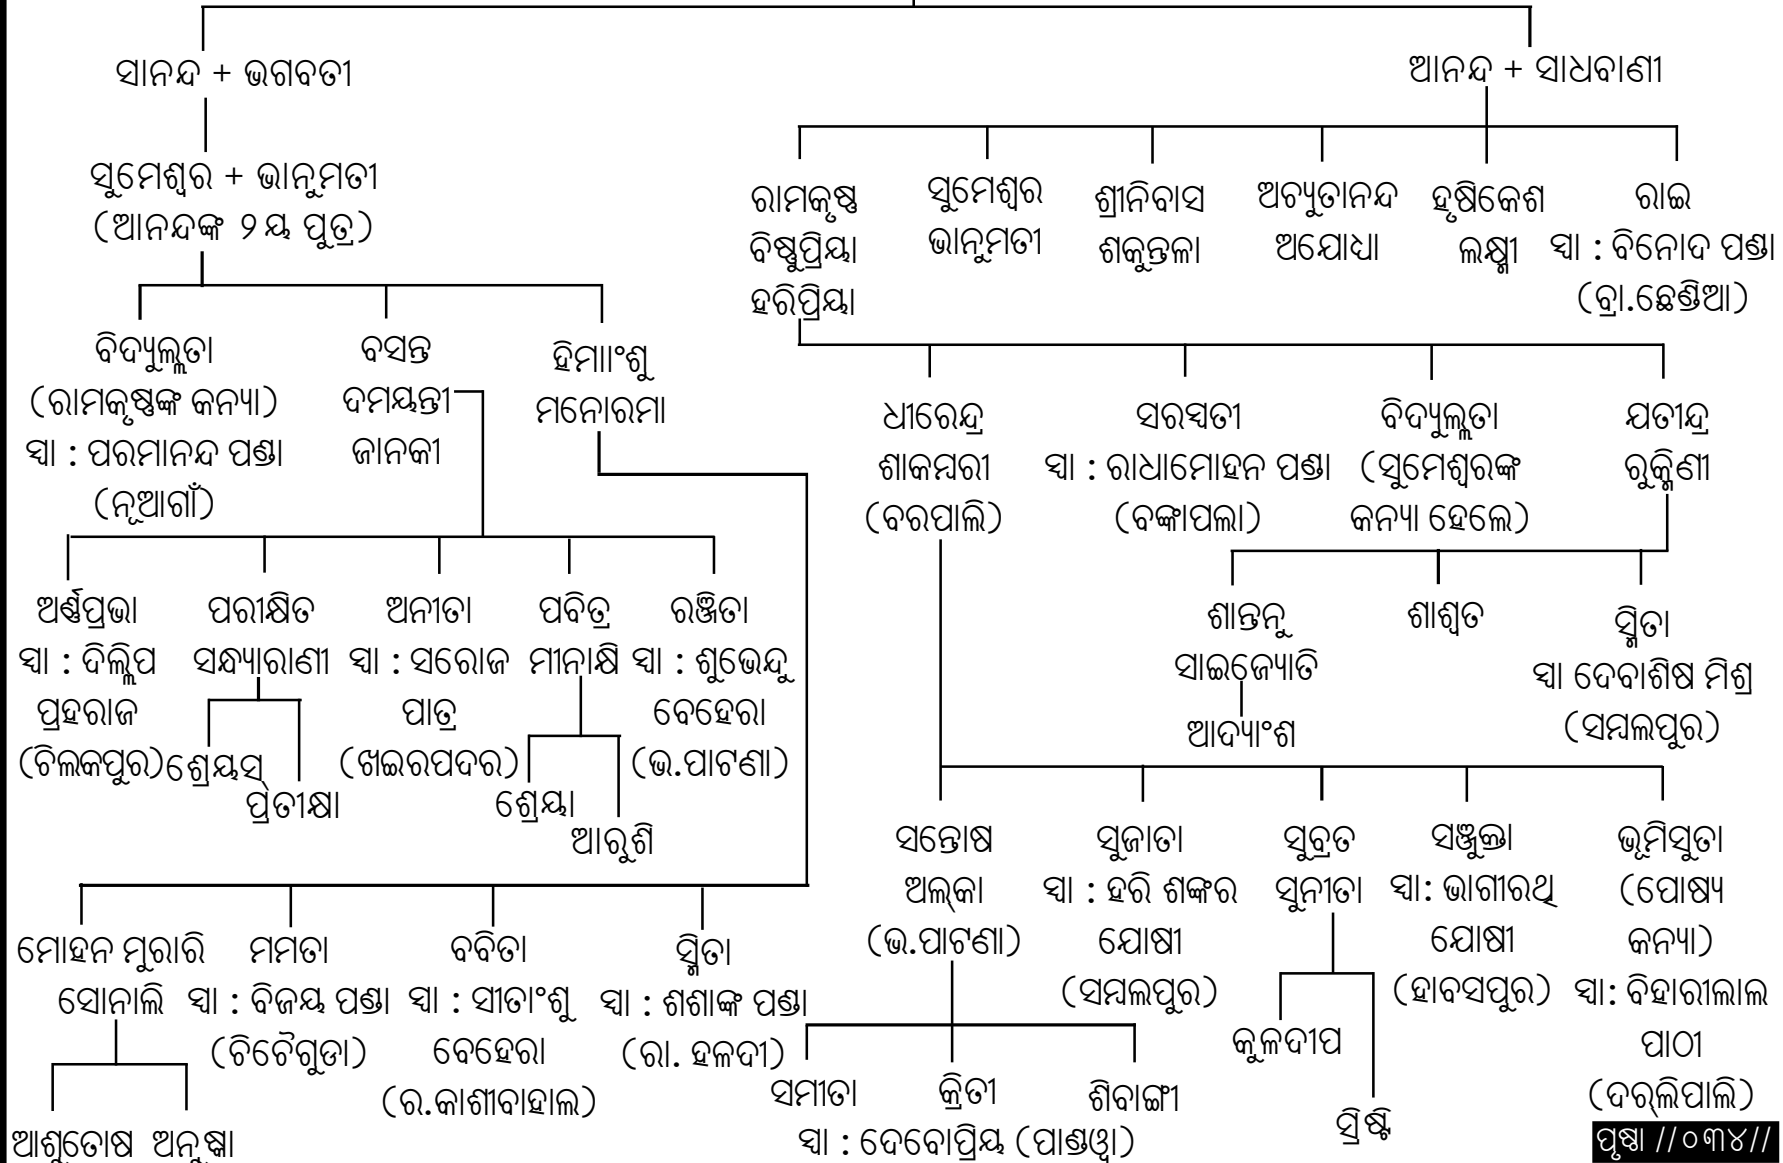 ସାନନ୍ଦ + ଭଗବତୀ
ଆନନ୍ଦ + ସାଧବାଣୀ
ସୁମେଶ୍ୱର + ଭାନୁମତୀ
(ଆନନ୍ଦଙ୍କ ୨ୟ ପୁତ୍ର)
ରାମକୃଷ୍ଣ
ବିଷ୍ଣୁପ୍ରିୟା
ହରିପ୍ରିୟା
ସୁମେଶ୍ୱର
ଭାନୁମତୀ
ଶ୍ରୀନିବାସ
ଶକୁନ୍ତଳା
ଅଚ୍ୟୁତାନନ୍ଦ
ଅଯୋଧ୍ୟା
ହୃଷିକେଶ
ଲକ୍ଷ୍ମୀ
ରାଇ
ସ୍ୱା : ବିନୋଦ ପଣ୍ଡା
(ବ୍ରା.ଛେଣ୍ଡିଆ)
ବିଦ୍ୟୁଲ୍ଲତା
(ରାମକୃଷ୍ଣଙ୍କ କନ୍ୟା)
ସ୍ୱା : ପରମାନନ୍ଦ ପଣ୍ଡା
(ନୂଆଗାଁ)
ବସନ୍ତ
ଦମୟନ୍ତୀ
ଜାନକୀ
ହିମାାଂଶୁ
ମନୋରମା
ଧୀରେନ୍ଦ୍ର
ଶାକମ୍ବରୀ
(ବରପାଲି)
ସରସ୍ୱତୀ
ସ୍ୱା : ରାଧାମୋହନ ପଣ୍ଡା
(ବଙ୍କାପଲା)
ବିଦ୍ୟୁଲ୍ଲତା
(ସୁମେଶ୍ୱରଙ୍କ
କନ୍ୟା ହେଲେ)
ଯତୀନ୍ଦ୍ର
ରୁକ୍ମିଣୀ
ଅର୍ଣ୍ଣପ୍ରଭା
ସ୍ୱା : ଦିଲ୍ଲିପ
ପ୍ରହରାଜ
(ଚିଲକପୁର)
ପରୀକ୍ଷିତ
ସନ୍ଧ୍ୟାରାଣୀ
ଶ୍ରେୟସ୍
ପ୍ରତୀକ୍ଷା
ଅନୀତା
ସ୍ୱା : ସରୋଜ
ପାତ୍ର
(ଖଇରପଦର)
ପବିତ୍ର
ମୀନାକ୍ଷି
ଶ୍ରେୟା
ଆରୁଶି
ରଞ୍ଜିତା
ସ୍ୱା : ଶୁଭେନ୍ଦୁ
ବେହେରା
(ଭ.ପାଟଣା)
ଶାନ୍ତନୁ
ସାଇଜ୍ୟୋତି
ଆଦ୍ୟାଂଶ
ଶାଶ୍ୱତ
ସ୍ମିତା
ସ୍ୱା ଦେବାଶିଷ ମିଶ୍ର
(ସମ୍ବଲପୁର)
ସନ୍ତୋଷ
ଅଲ୍‌କା
(ଭ.ପାଟଣା)
ସୁଜାତା
ସ୍ୱା : ହରି ଶଙ୍କର
ଯୋଷୀ
(ସମ୍ବଲପୁର)
ସୁବ୍ରତ
ସୁନୀତା
ସଞ୍ଜୁକ୍ତା
ସ୍ୱା: ଭାଗୀରଥି
ଯୋଷୀ
(ହାବସପୁର)
ଭୂମିସୁତା
(ପୋଷ୍ୟ
କନ୍ୟା)
ସ୍ୱା: ବିହାରୀଲାଲ
ପାଠୀ
(ଦର୍‌ଲିପାଲି)
ମୋହନ ମୁରାରି
ସୋନାଲି
ମମତା
ସ୍ୱା : ବିଜୟ ପଣ୍ଡା
(ଚିଚୈଗୁଡା)
ବବିତା
ସ୍ୱା : ସୀତାଂଶୁ
ବେହେରା
(ର.କାଶୀବାହାଲ)
ସ୍ମିତା
ସ୍ୱା : ଶଶାଙ୍କ ପଣ୍ଡା
(ରା. ହଳଦୀ)
ଆଶୁତୋଷ ଅନୁଷ୍କା
ସମୀତା
କ୍ରିତୀ
ଶିବାଙ୍ଗୀ
ସ୍ୱା : ଦେବୋପ୍ରିୟ (ପାଣ୍ଡୱା)
କୁଳଦୀପ
ସ୍ରିଷ୍ଟି
ପୃଷ୍ଠା //୦୩୪//